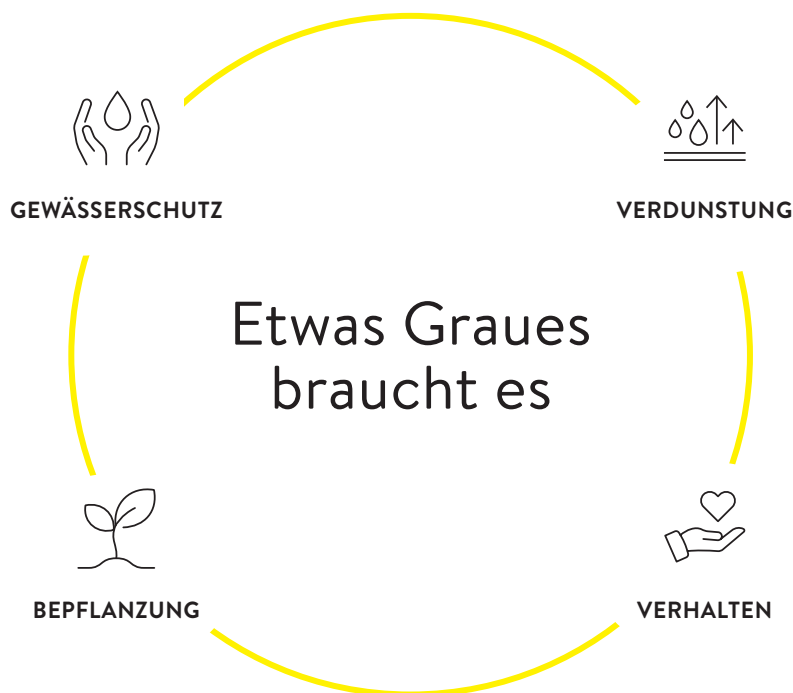 GEWÄSSERSCHUTZ
VERDUNSTUNG
Etwas Graues
braucht es
BEPFLANZUNG
VERHALTEN